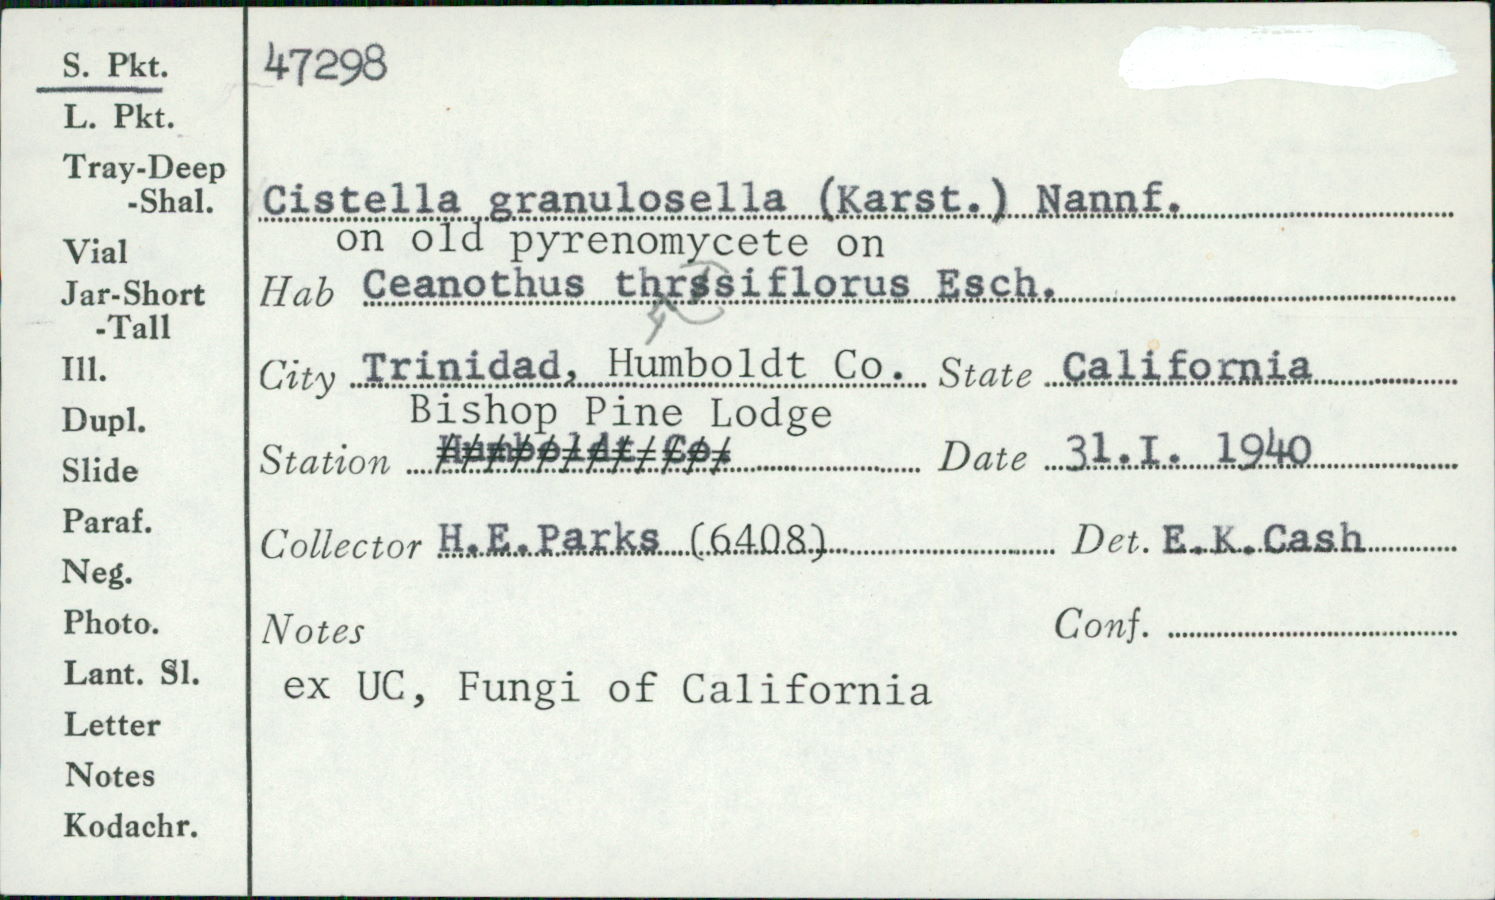 S. Pkt.
L. Pkt.
Tray-Deep
-Shal.
Vial
Jar-Short
-Tall
Ill.
Dupl.
Slide
Paraf.
Neg.
Photo.
Lant. Sl.
Letter
Notes
Kodachr.
47298
Cistella granulosella (Karst.) Nannf.
on old pyrenomycete on
Hab Ceanothus thrssiflorus Esch.
City Trinidad, Humboldt Co. State California
Bishop Pine Lodge
Station Humboldt Co. Date 31.I. 1940
Collector H.E.Parks (6408) Det. E.K.Cash
Notes Conf.
ex UC, Fungi of California